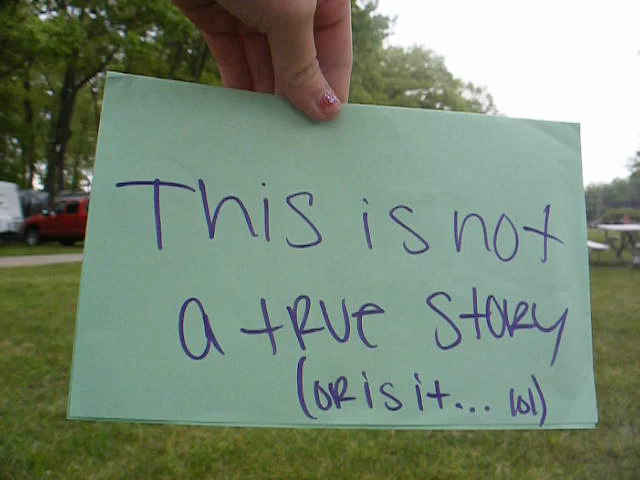 This is not
a tRue stoRy
(oR is it... lol)